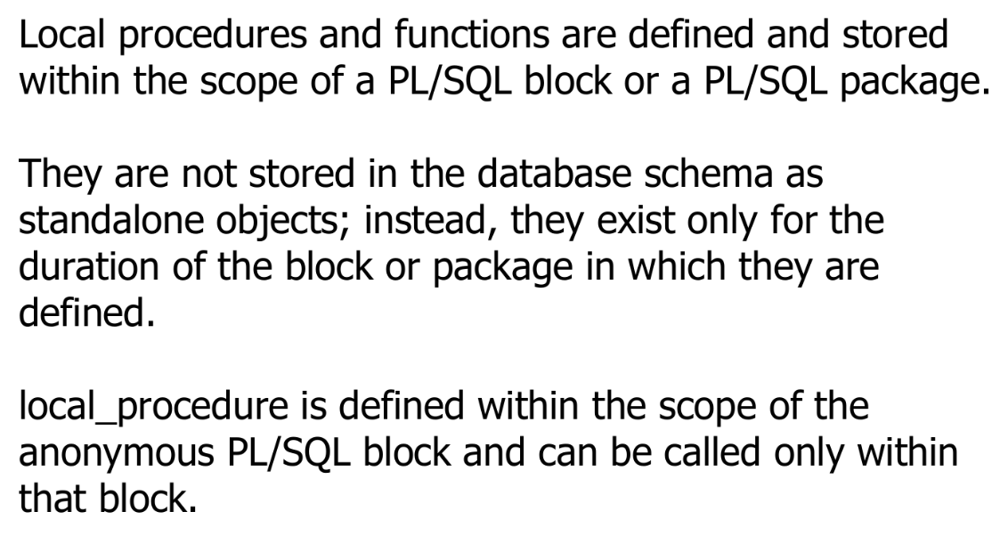 Local procedures and functions are defined and stored
within the scope of a PL/SQL block or a PL/SQL package.
They are not stored in the database schema as
standalone objects; instead, they exist only for the
duration of the block or package in which they are
defined.
local_procedure is defined within the scope of the
anonymous PL/SQL block and can be called only within
that block.